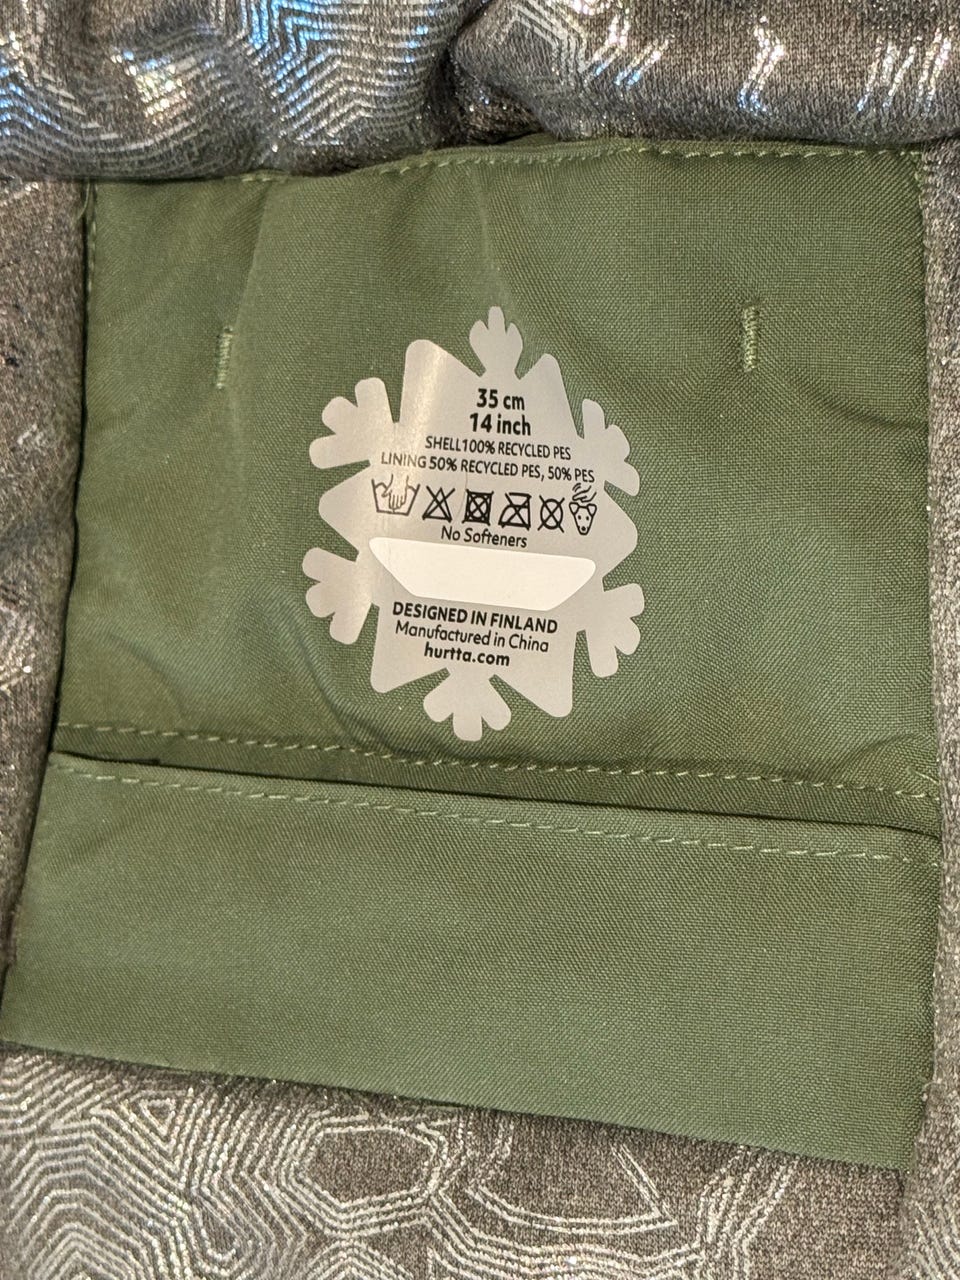 35 cm
14 inch
SHELL100% RECYCLED PES
LINING 50% RECYCLED PES, 50% PES
No Softeners
DESIGNED IN FINLAND
Manufactured in China
hurtta.com